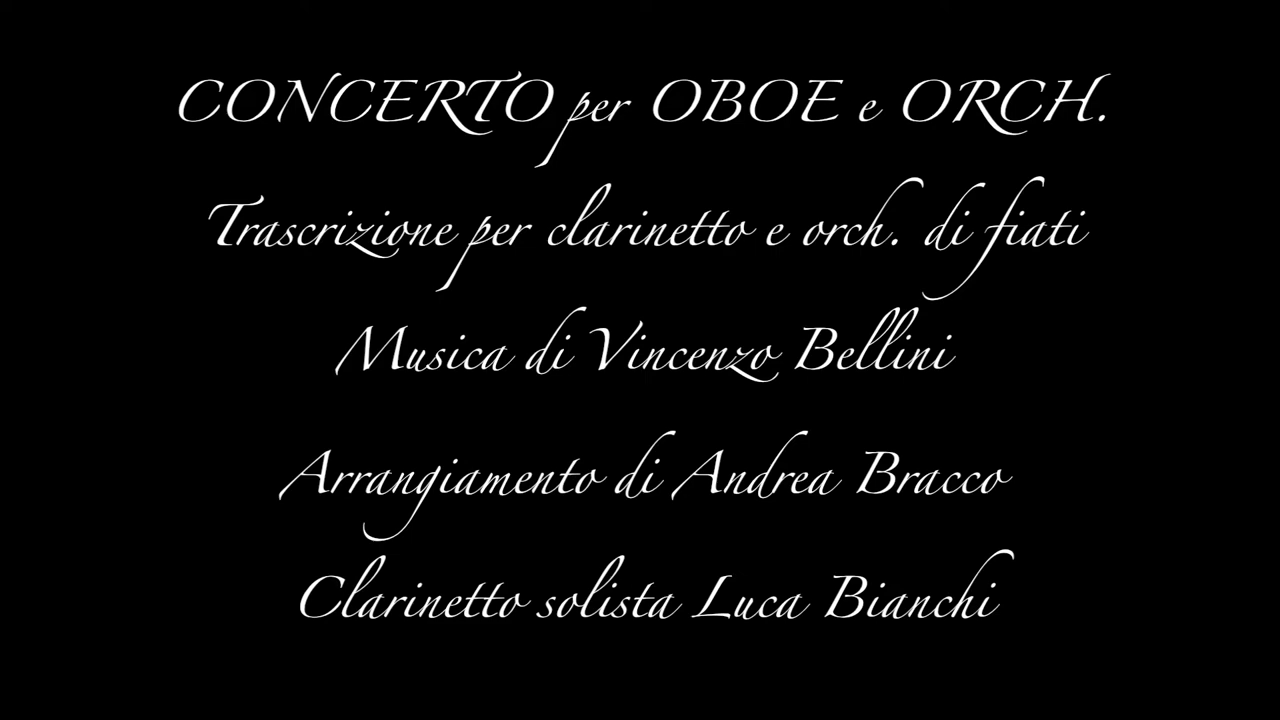 CONCERTO per OBOE e ORCH.
Trascrizione per clarinetto e orch. di fiati
Musica di Vincenzo Bellini
Arrangiamento di Andrea Bracco
Clarinetto solista Luca Bianchi